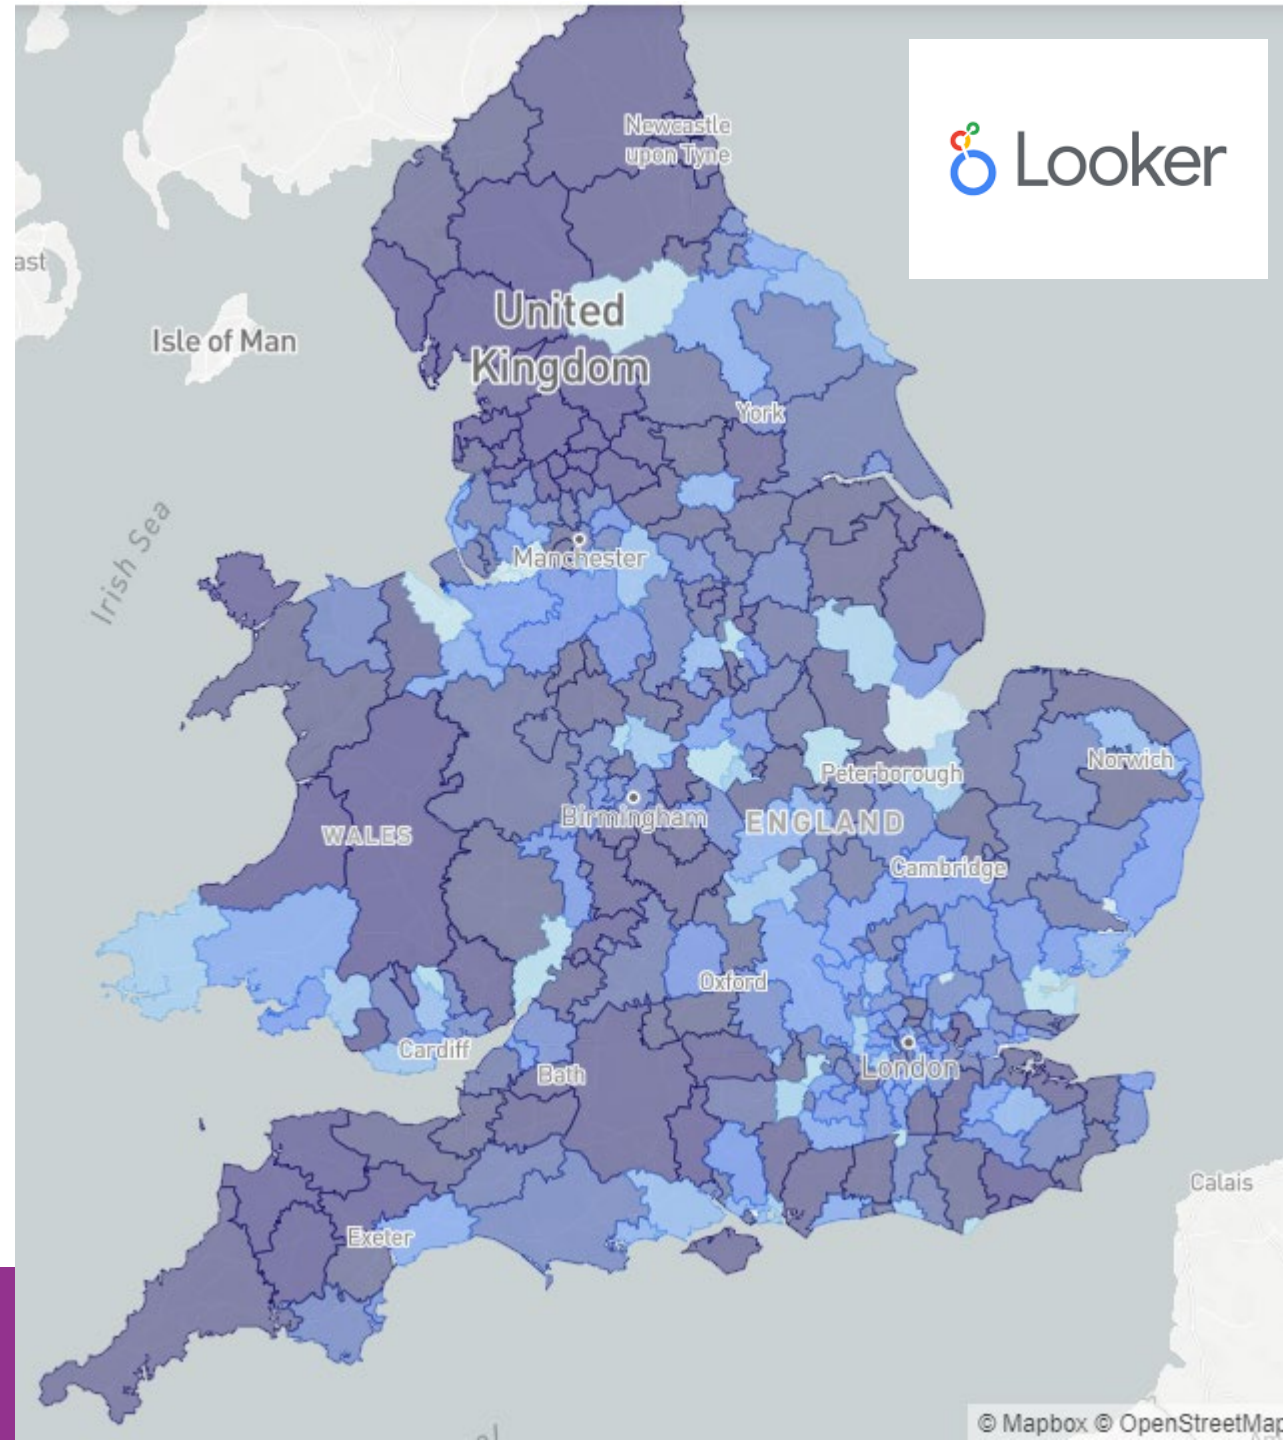 Newcastle
upon Tyne
Looker
ast
United
Kingdom
Isle of Man
York
Irish Sea
Manchester
Norwich
Peterborough
Birmingham
ENGLAND
WALES
Cambridge
Oxford
Cardiff
London
Bath
Calais
Exeter
© Mapbox © OpenStreetMap